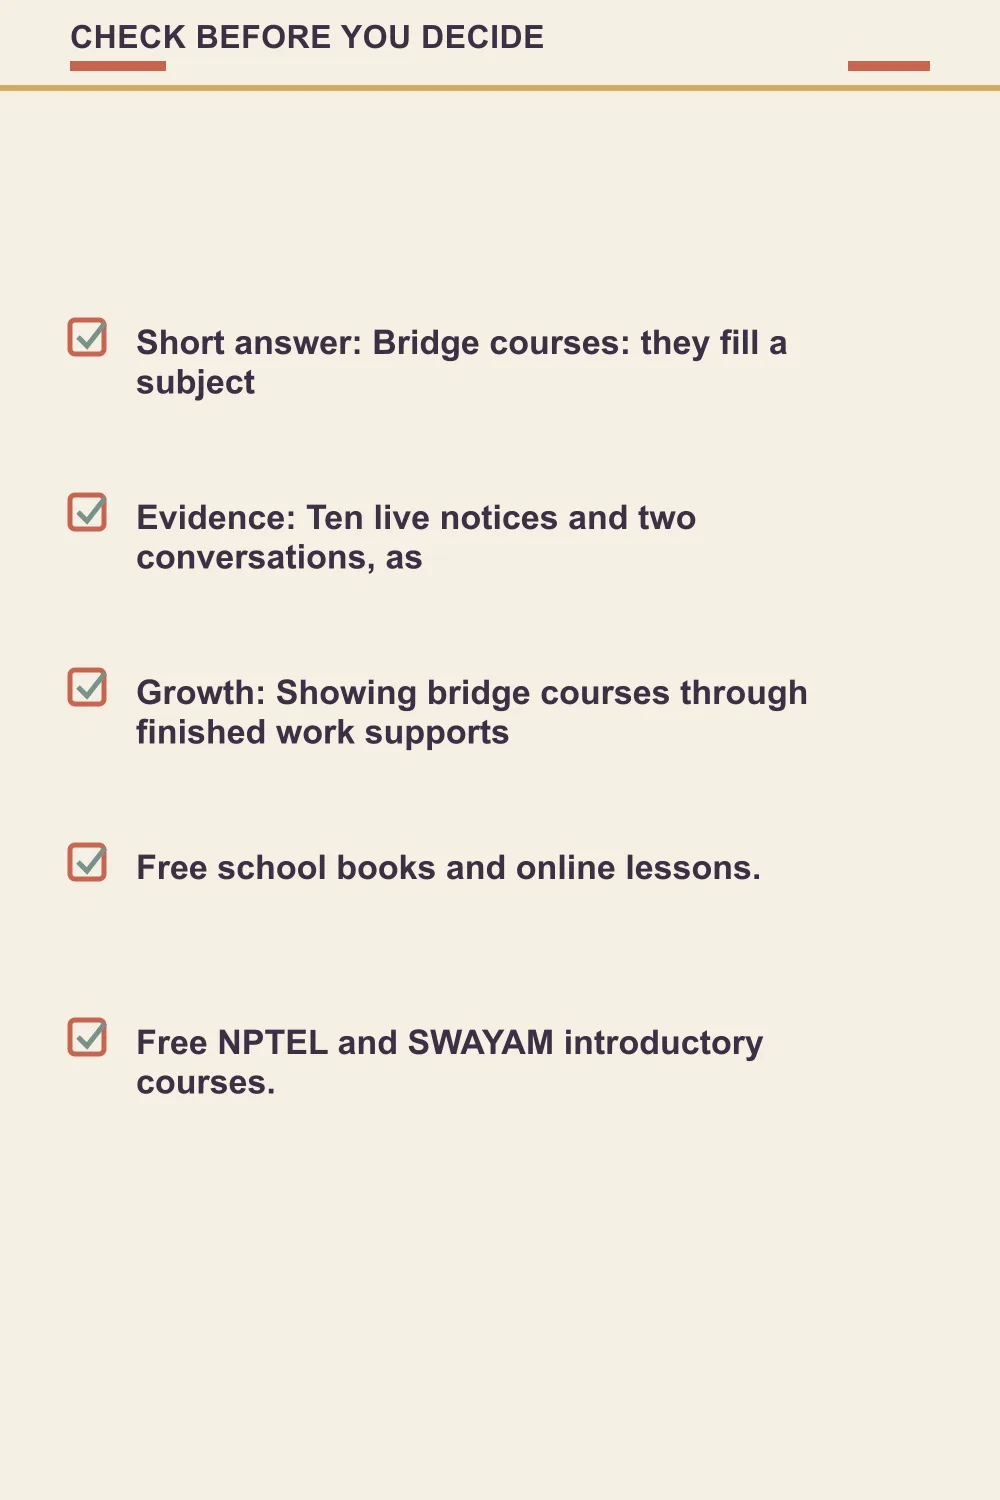 CHECK BEFORE YOU DECIDE
Short answer: Bridge courses: they fill a
subject
Evidence: Ten live notices and two
conversations, as
Growth: Showing bridge courses through
finished work supports
Free school books and online lessons.
Free NPTEL and SWAYAM introductory
courses.